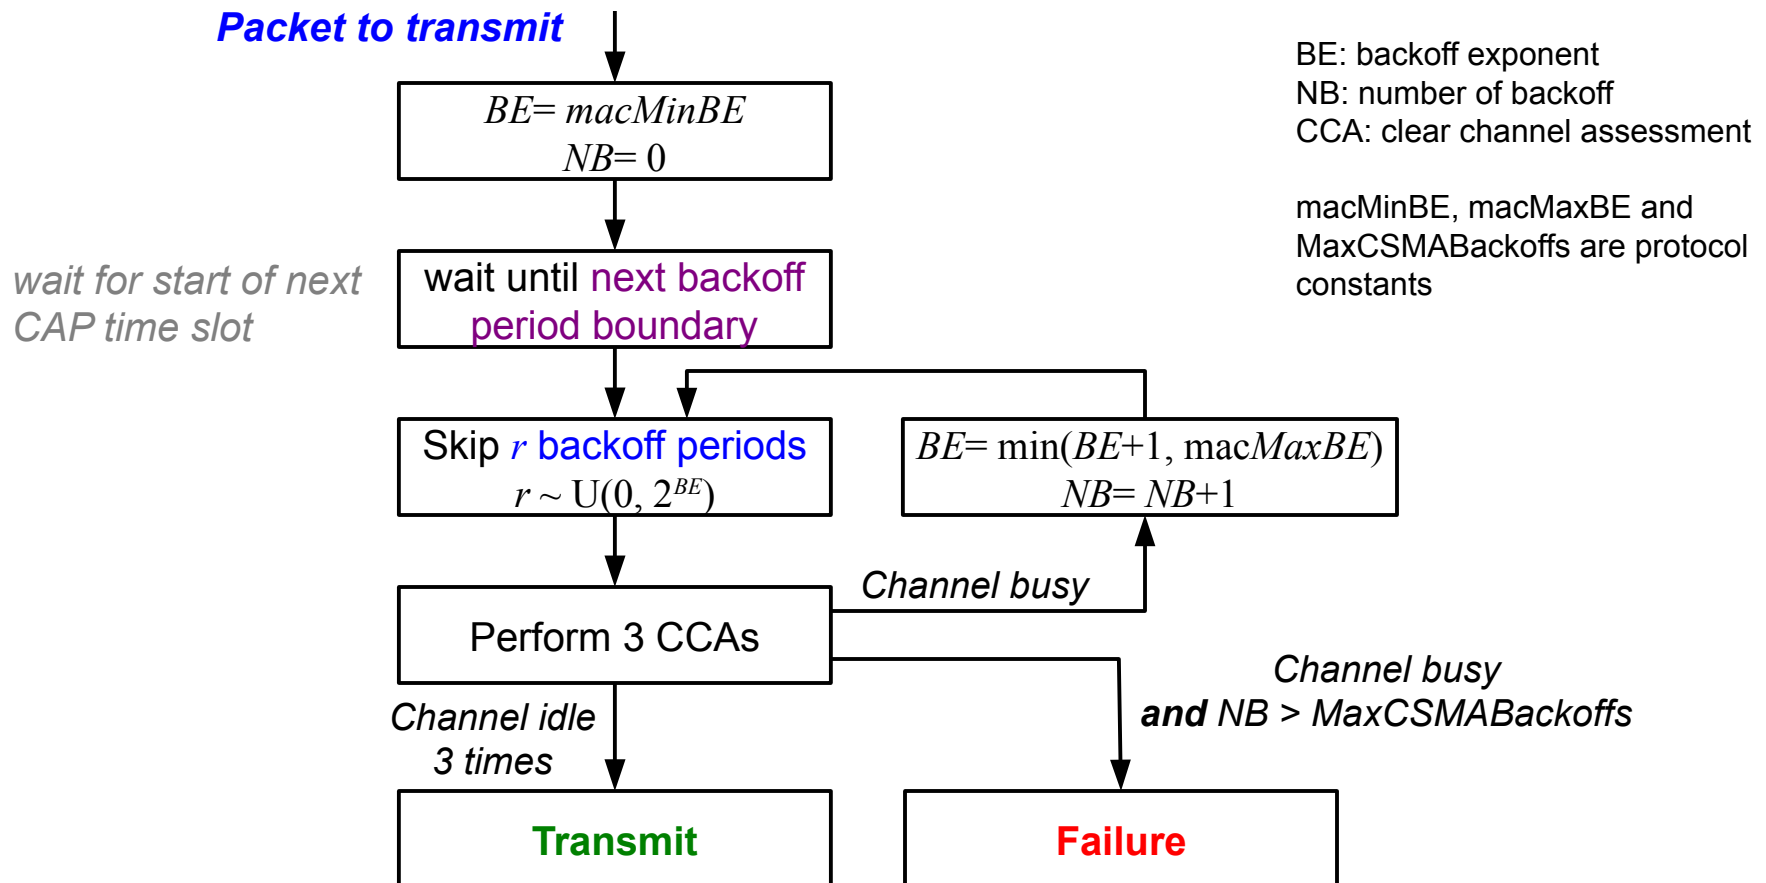 Packet to transmit
BE= macMinBE
NB= 0
BE: backoff exponent
NB: number of backoff
CCA: clear channel assessment
macMinBE, macMaxBE and
MaxCSMABackoffs are protocol
constants
wait for start of next
CAP time slot
wait until next backoff
period boundary
Skip r backoff periods
r ~ U(0, 2^BE)
BE= min(BE+1, macMaxBE)
NB= NB+1
Perform 3 CCAs
Channel busy
Channel busy
and NB > MaxCSMABackoffs
Channel idle
3 times
Transmit
Failure